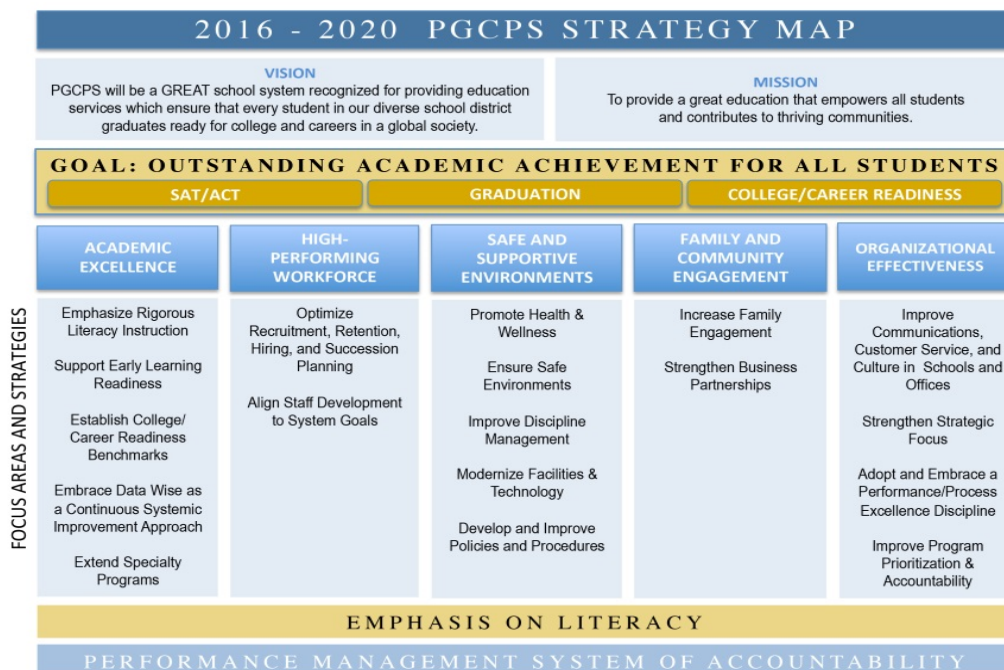 2016 - 2020 PGCPS STRATEGY MAP
VISION
PGCPS will be a GREAT school system recognized for providing education
services which ensure that every student in our diverse school district
graduates ready for college and careers in a global society.
MISSION
To provide a great education that empowers all students
and contributes to thriving communities.
GOAL: OUTSTANDING ACADEMIC ACHIEVEMENT FOR ALL STUDENTS
SAT/ACT
GRADUATION
COLLEGE/CAREER READINESS
FOCUS AREAS AND STRATEGIES
ACADEMIC
EXCELLENCE
Emphasize Rigorous
Literacy Instruction
Support Early Learning
Readiness
Establish College/
Career Readiness
Benchmarks
Embrace Data Wise as
a Continuous Systemic
Improvement Approach
Extend Specialty
Programs
HIGH-
PERFORMING
WORKFORCE
Optimize
Recruitment, Retention,
Hiring, and Succession
Planning
Align Staff Development
to System Goals
SAFE AND
SUPPORTIVE
ENVIRONMENTS
Promote Health &
Wellness
Ensure Safe
Environments
Improve Discipline
Management
Modernize Facilities &
Technology
Develop and Improve
Policies and Procedures
FAMILY AND
COMMUNITY
ENGAGEMENT
Increase Family
Engagement
Strengthen Business
Partnerships
ORGANIZATIONAL
EFFECTIVENESS
Improve
Communications,
Customer Service, and
Culture in Schools and
Offices
Strengthen Strategic
Focus
Adopt and Embrace a
Performance/Process
Excellence Discipline
Improve Program
Prioritization &
Accountability
EMPHASIS ON LITERACY
PERFORMANCE MANAGEMENT SYSTEM OF ACCOUNTABILITY